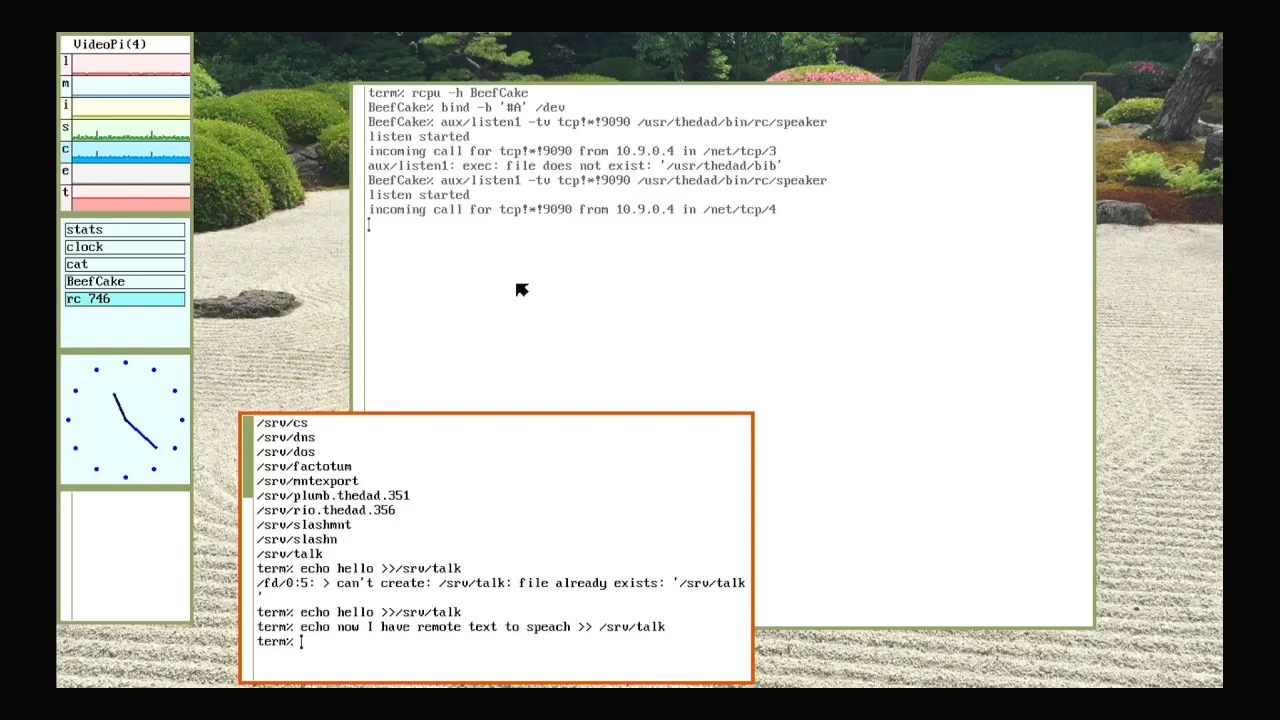 VideoPi(4)
l
m
i
s
c
e
t
stats
clock
cat
BeefCake
rc 746
term% rcpu -h BeefCake
BeefCake% bind -b '#A' /dev
BeefCake% aux/listen1 -tv tcp!*!9090 /usr/thedad/bin/rc/speaker
listen started
incoming call for tcp!*!9090 from 10.9.0.4 in /net/tcp/3
aux/listen1: exec: file does not exist: '/usr/thedad/bib'
BeefCake% aux/listen1 -tv tcp!*!9090 /usr/thedad/bin/rc/speaker
listen started
incoming call for tcp!*!9090 from 10.9.0.4 in /net/tcp/4
/srv/cs
/srv/dns
/srv/dos
/srv/factotum
/srv/mntexport
/srv/plumb.thedad.351
/srv/rio.thedad.356
/srv/slashmnt
/srv/slashn
/srv/talk
term% echo hello >>/srv/talk
/fd/0:5: > can't create: /srv/talk: file already exists: '/srv/talk
'
term% echo hello >>/srv/talk
term% echo now I have remote text to speach >> /srv/talk
term%